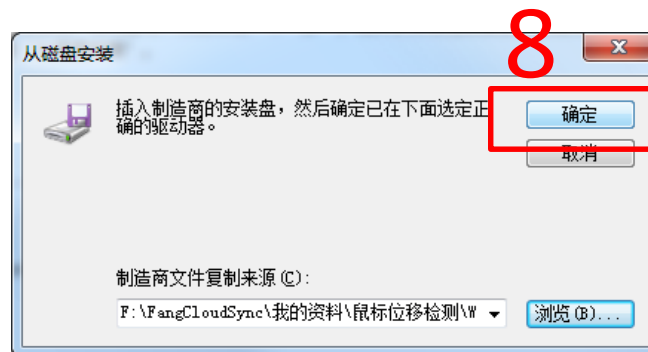 8
从磁盘安装
插入制造商的安装盘，然后确定已在下面选定正
确的驱动器。
确定
取消
制造商文件复制来源(C):
F:\FangCloudSync\我的资料\鼠标位移检测\W
浏览(B)...